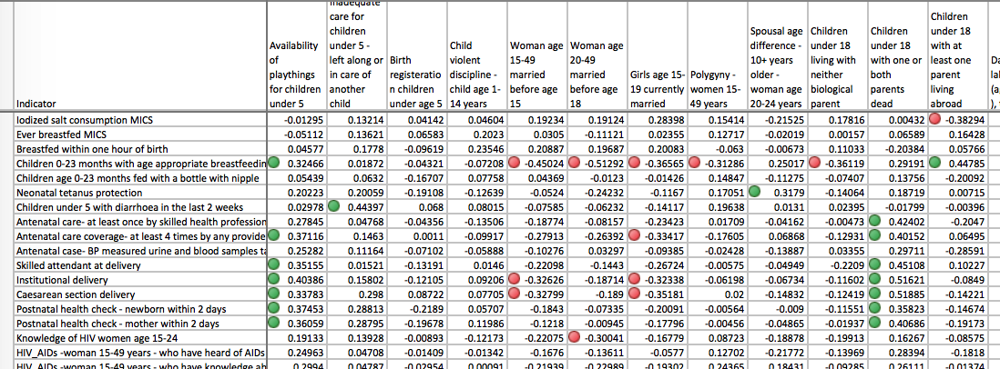 Indicator Availability of playthings for children under 5 inadequate care for children under 5 - left along or in care of another child Birth registeratio n children under age 5 Child violent discipline - child age 1- 14 years Woman age 15-49 married before age 15 Woman age 20-49 married before age 18 Girls age 15- 19 currently married Polygyny - women 15- 49 years Spousal age difference - 10+ years older - woman age 20-24 years Children under 18 living with neither biological parent Children under 18 with one or both parents dead Children under 18 with at least one parent living abroad
Iodized salt consumption MICS -0.01295 0.13214 0.04142 0.04604 0.19234 0.19124 0.28398 0.15414 -0.21525 0.17816 0.00432 -0.38294
Ever breastfed MICS -0.05112 0.13621 0.06583 0.2023 0.0305 -0.11121 0.02355 0.12717 -0.02019 0.00157 0.06589 0.16428
Breastfed within one hour of birth 0.04577 0.1778 -0.09619 0.23546 0.20887 0.19687 0.20083 -0.063 -0.00673 0.11033 -0.20384 0.05766
Children 0-23 months with age appropriate breastfeedin 0.32466 0.01872 -0.04321 -0.07208 -0.45024 -0.51292 -0.36565 -0.31286 0.25017 -0.36119 0.29191 0.44785
Children age 0-23 months fed with a bottle with nipple 0.05439 0.0632 -0.16707 0.07758 0.04369 -0.0123 -0.01426 0.14847 -0.11275 -0.07407 0.13756 -0.20092
Neonatal tetanus protection 0.20223 0.20059 -0.19108 -0.12639 -0.0524 -0.24232 -0.1167 0.17051 0.3179 -0.14064 0.18719 0.00715
Children under 5 with diarrhoea in the last 2 weeks 0.02978 0.44397 0.068 0.08015 -0.07585 -0.06232 -0.14117 0.19638 0.0131 0.02395 -0.01799 -0.00396
Antenatal care- at least once by skilled health profession 0.27845 0.04768 -0.04356 -0.13506 -0.18774 -0.08157 -0.23423 0.01709 -0.04162 -0.00473 0.42402 -0.2047
Antenatal care coverage- at least 4 times by any provide 0.37116 0.1463 0.0011 -0.09917 -0.27913 -0.26392 -0.33417 -0.17605 0.06868 -0.12931 0.40152 0.06495
Antenatal case- BP measured urine and blood samples ta 0.25282 0.11164 -0.07102 -0.05888 -0.10276 0.03297 -0.09385 -0.02428 -0.13887 0.03355 0.29711 -0.28591
Skilled attendant at delivery 0.35155 0.01521 -0.13191 0.0146 -0.22098 -0.1443 -0.26724 -0.00575 -0.04949 -0.2209 0.45108 0.10227
Institutional delivery 0.40386 0.15802 -0.12105 0.09206 -0.32626 -0.18714 -0.32338 -0.06198 -0.06734 -0.11602 0.51621 -0.0849
Caesarean section delivery 0.33783 0.298 0.08722 0.07705 -0.32799 -0.189 -0.35181 0.02 -0.14832 -0.12419 0.51885 -0.14221
Postnatal health check - newborn within 2 days 0.37453 0.28813 -0.2189 0.05707 -0.1843 -0.07335 -0.20091 -0.00564 -0.009 -0.11551 0.35823 -0.14674
Postnatal health check - mother within 2 days 0.36059 0.28795 -0.19678 0.11986 -0.1218 -0.00945 -0.17796 -0.00456 -0.04865 -0.01937 0.40686 -0.19173
Knowledge of HIV women age 15-24 0.19133 0.13928 -0.00893 -0.12173 -0.22075 -0.30041 -0.16779 0.08723 -0.18878 -0.19913 0.16267 -0.08575
HIV_AIDs -woman 15-49 years - who have heard of AIDs 0.24963 0.04708 -0.01409 -0.01342 -0.1676 -0.13611 -0.0577 0.12702 -0.21772 -0.13969 0.28394 -0.1818
HIV_AIDs -woman 15-49 years - who have knowledge ab 0.2994 0.04787 -0.02954 0.00091 -0.21939 -0.22989 -0.19302 0.24365 0.18431 -0.09285 0.26111 -0.01374